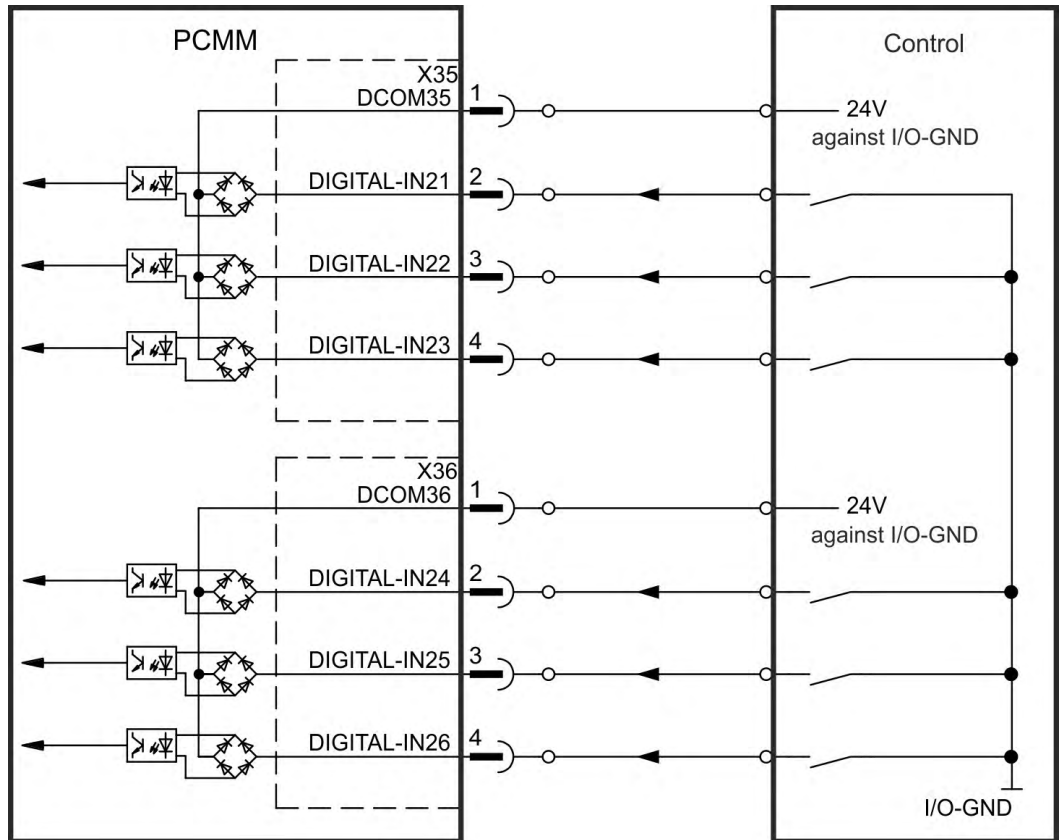 PCMM
Control
X35
DCOM35
1
24V
against I/O-GND
DIGITAL-IN21
2
DIGITAL-IN22
3
DIGITAL-IN23
4
X36
DCOM36
1
24V
against I/O-GND
DIGITAL-IN24
2
DIGITAL-IN25
3
DIGITAL-IN26
4
I/O-GND